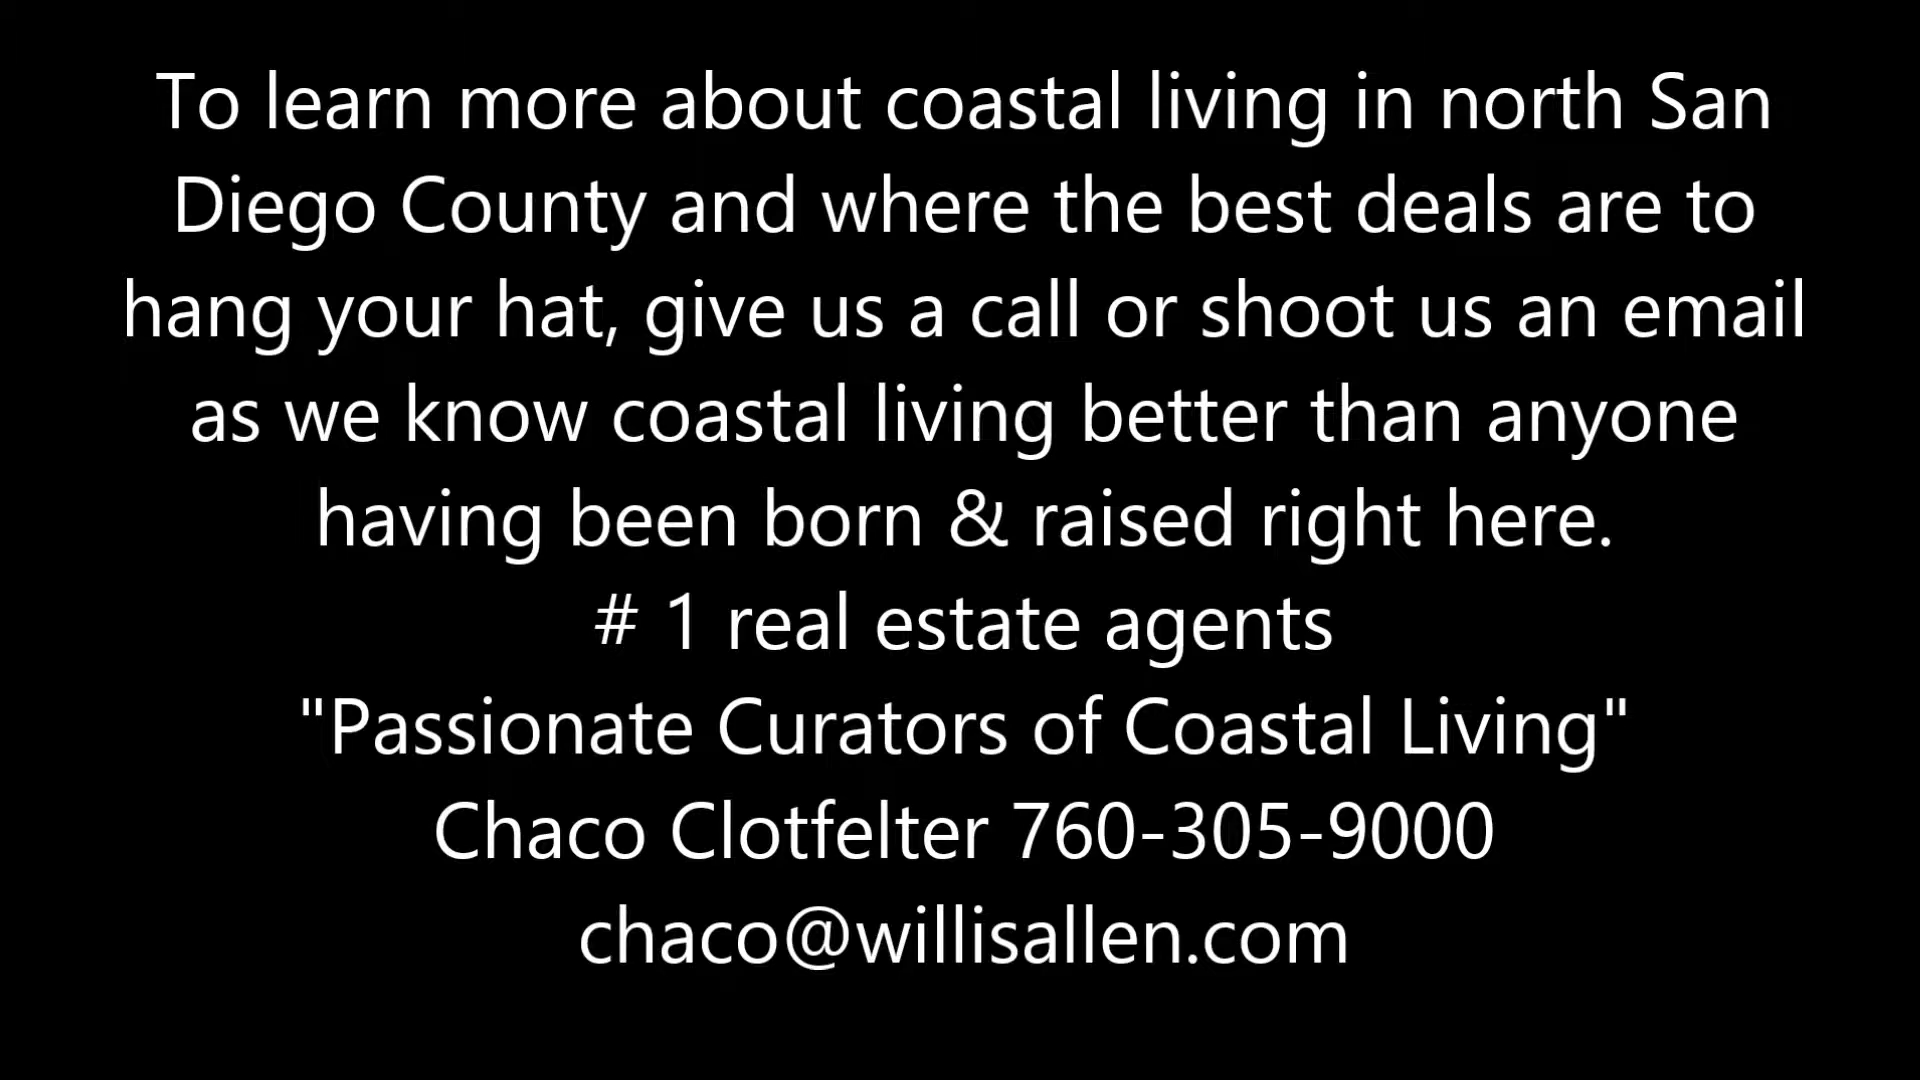 To learn more about coastal living in north San
Diego County and where the best deals are to
hang your hat, give us a call or shoot us an email
as we know coastal living better than anyone
having been born & raised right here.
# 1 real estate agents
"Passionate Curators of Coastal Living"
Chaco Clotfelter 760-305-9000
chaco@willisallen.com